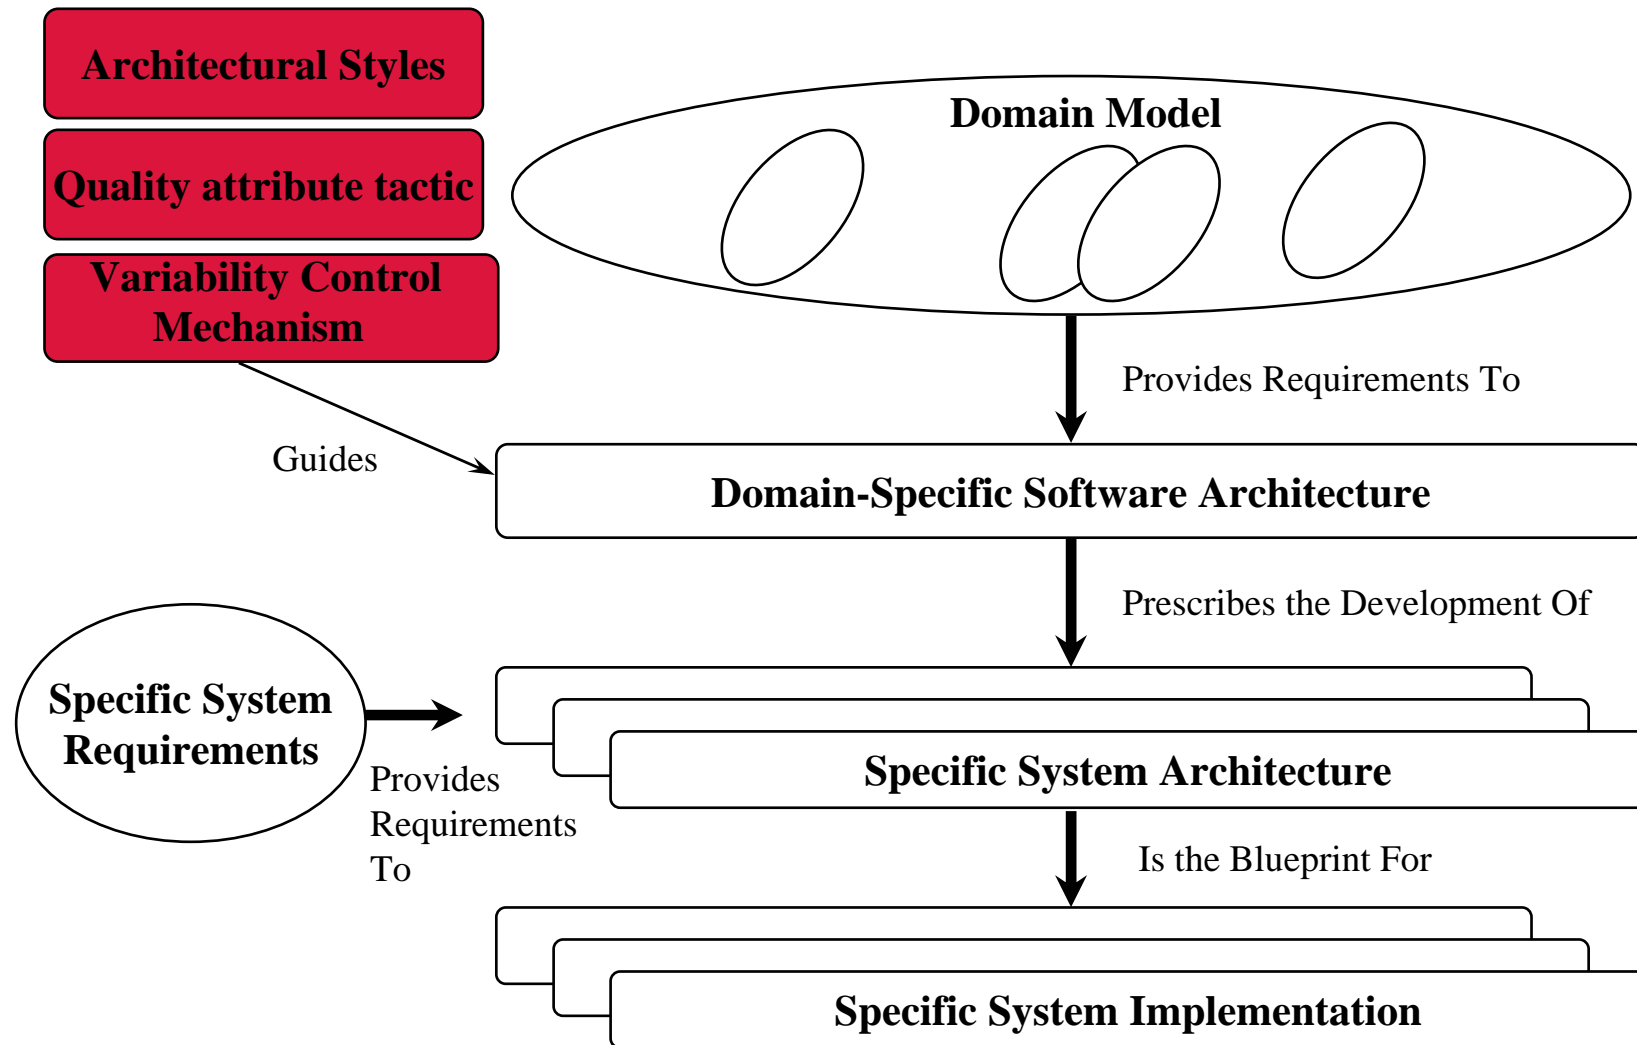 Architectural Styles
Quality attribute tactic
Variability Control
Mechanism
Domain Model
Provides Requirements To
Guides
Domain-Specific Software Architecture
Prescribes the Development Of
Specific System
Requirements
Provides
Requirements
To
Specific System Architecture
Is the Blueprint For
Specific System Implementation